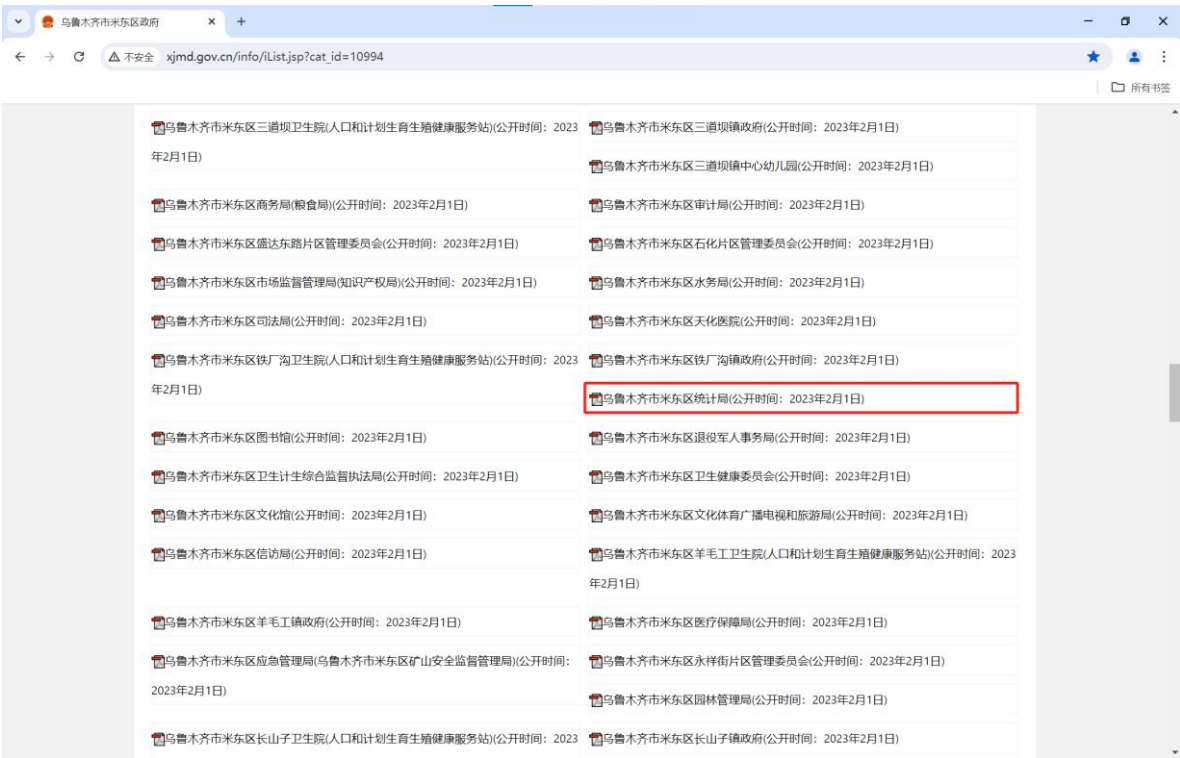 乌鲁木齐市米东区政府
不安全 xjmd.gov.cn/info/iList.jsp?cat_id=10994
所有书签
乌鲁木齐市米东区三道坝卫生院(人口和计划生育生殖健康服务站)(公开时间：2023
年2月1日)
乌鲁木齐市米东区三道坝镇政府(公开时间：2023年2月1日)
乌鲁木齐市米东区三道坝镇中心幼儿园(公开时间：2023年2月1日)
乌鲁木齐市米东区商务局(粮食局)(公开时间：2023年2月1日)
乌鲁木齐市米东区审计局(公开时间：2023年2月1日)
乌鲁木齐市米东区盛达东路片区管理委员会(公开时间：2023年2月1日)
乌鲁木齐市米东区石化片区管理委员会(公开时间：2023年2月1日)
乌鲁木齐市米东区市场监督管理局(知识产权局)(公开时间：2023年2月1日)
乌鲁木齐市米东区水务局(公开时间：2023年2月1日)
乌鲁木齐市米东区司法局(公开时间：2023年2月1日)
乌鲁木齐市米东区天化医院(公开时间：2023年2月1日)
乌鲁木齐市米东区铁厂沟卫生院(人口和计划生育生殖健康服务站)(公开时间：2023
年2月1日)
乌鲁木齐市米东区铁厂沟镇政府(公开时间：2023年2月1日)
乌鲁木齐市米东区统计局(公开时间：2023年2月1日)
乌鲁木齐市米东区图书馆(公开时间：2023年2月1日)
乌鲁木齐市米东区退役军人事务局(公开时间：2023年2月1日)
乌鲁木齐市米东区卫生计生综合监督执法局(公开时间：2023年2月1日)
乌鲁木齐市米东区卫生健康委员会(公开时间：2023年2月1日)
乌鲁木齐市米东区文化馆(公开时间：2023年2月1日)
乌鲁木齐市米东区文化体育广播电视和旅游局(公开时间：2023年2月1日)
乌鲁木齐市米东区信访局(公开时间：2023年2月1日)
乌鲁木齐市米东区羊毛工卫生院(人口和计划生育生殖健康服务站)(公开时间：2023
年2月1日)
乌鲁木齐市米东区羊毛工镇政府(公开时间：2023年2月1日)
乌鲁木齐市米东区医疗保障局(公开时间：2023年2月1日)
乌鲁木齐市米东区应急管理局(乌鲁木齐市米东区矿山安全监督管理局)(公开时间：
2023年2月1日)
乌鲁木齐市米东区永祥街片区管理委员会(公开时间：2023年2月1日)
乌鲁木齐市米东区园林管理局(公开时间：2023年2月1日)
乌鲁木齐市米东区长山子卫生院(人口和计划生育生殖健康服务站)(公开时间：2023
乌鲁木齐市米东区长山子镇政府(公开时间：2023年2月1日)